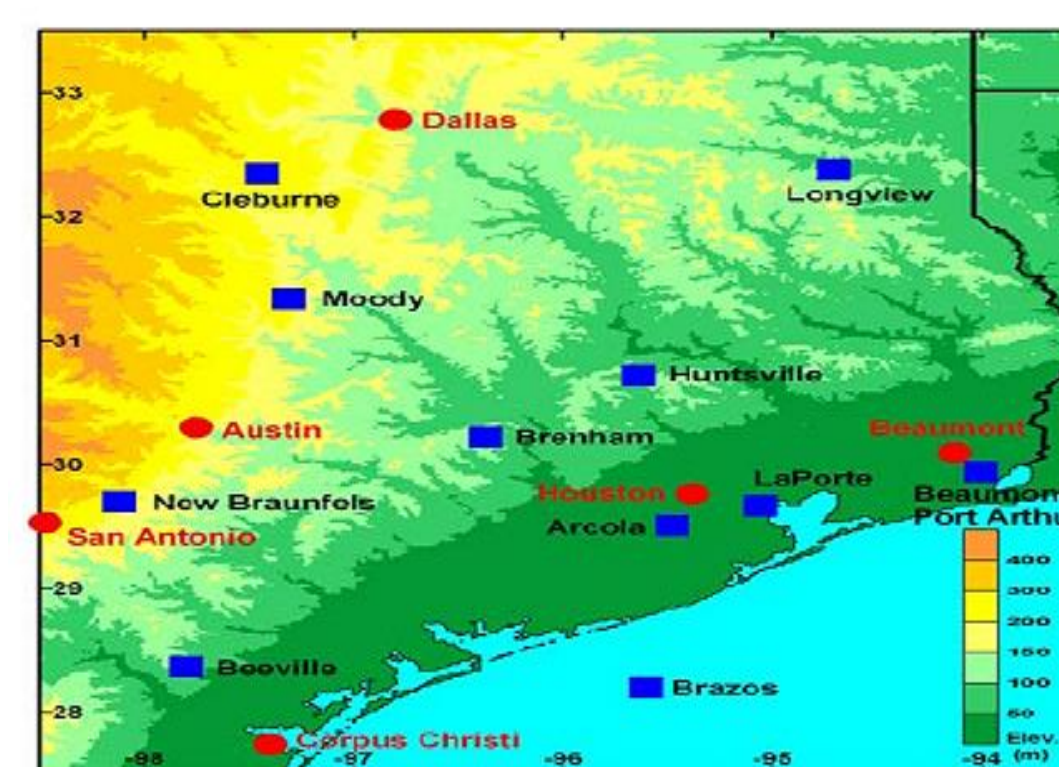 33
Dallas
Cleburne
Longview
32
Moody
31
Huntsville
Austin
Brenham
Beaumont
30
LaPorte
New Braunfels
Houston
Beaumon
Arcola
Port Arthu
San Antonio
400
29
300
200
150
Beeville
Brazos
100
28
50
Corpus Christi
Elev.
(m)
-98
-97
-96
-95
-94